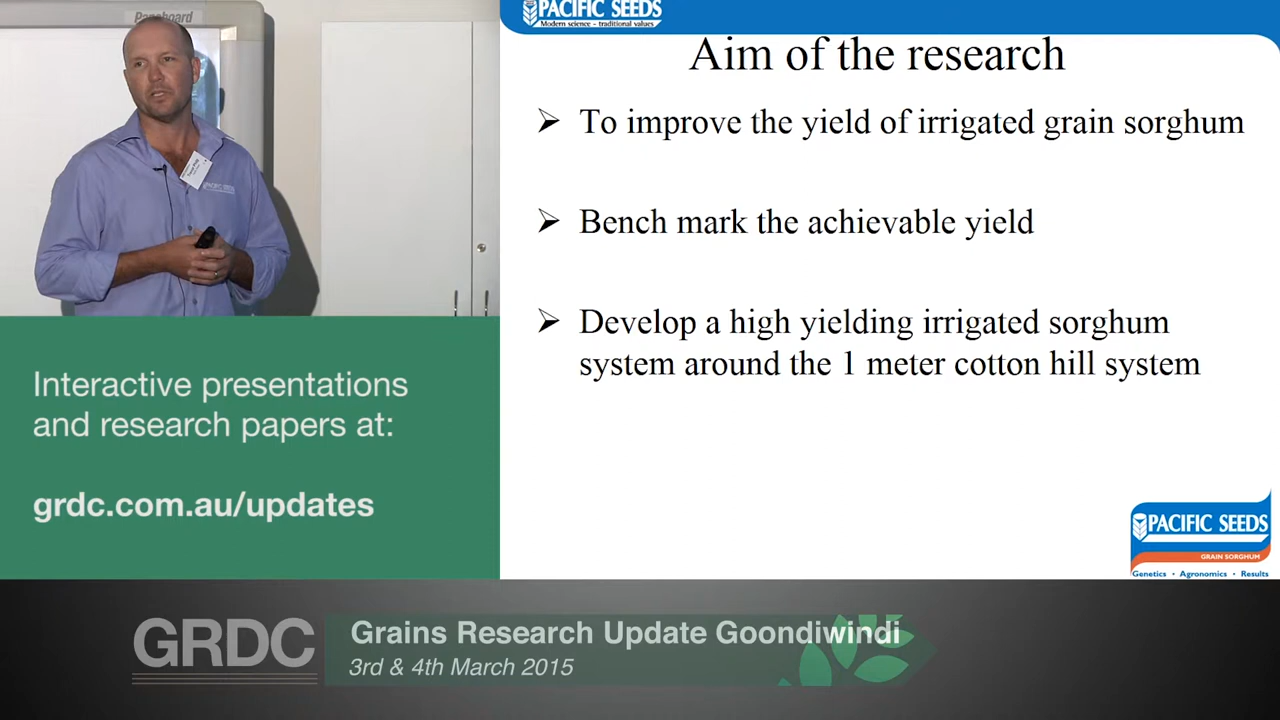 Panaboard
PACIFIC SEEDS
Interactive presentations
and research papers at:
grdc.com.au/updates
PACIFIC SEEDS
Modern science - traditional values
Aim of the research
➢ To improve the yield of irrigated grain sorghum
➢ Bench mark the achievable yield
➢ Develop a high yielding irrigated sorghum
system around the 1 meter cotton hill system
PACIFIC SEEDS
GRAIN SORGHUM
Genetics • Agronomics • Results
GRDC
Grains Research Update Goondiwindi
3rd & 4th March 2015